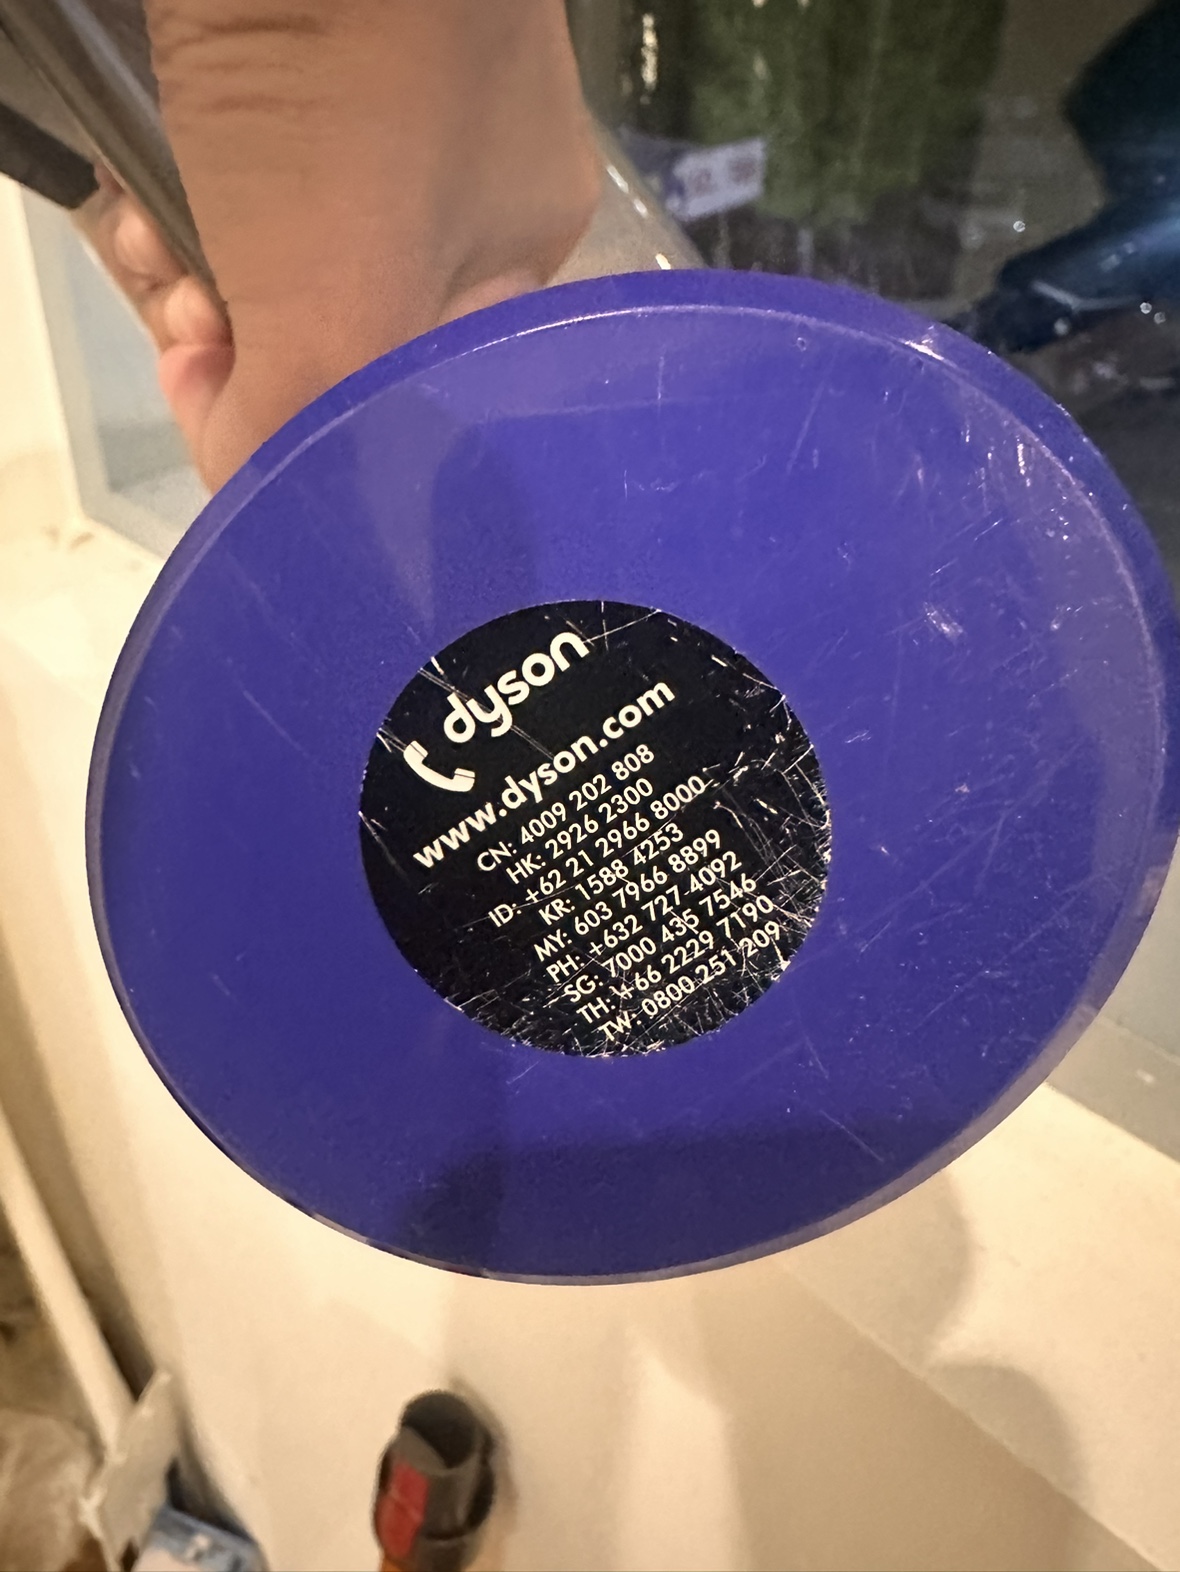 dyson
www.dyson.com
CN: 4009 202 808
HK: 2926 2300
ID: +62 21 2966 8000
KR: 1588 4253
MY: 603 7966 8899
PH: +632 727-4092
SG: 7000 435 7546
TH: +66 2229 7190
TW: 0800 251 209